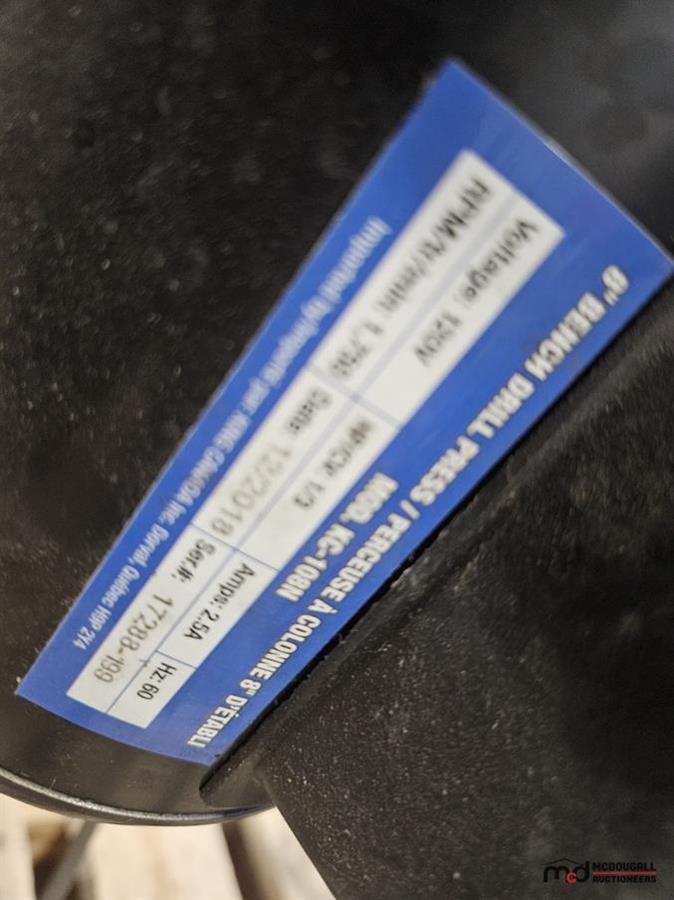 8" BENCH DRILL PRESS / PERCEUSE À COLONNE 8" D'ÉTABLI
MOD. KC-108N
Voltage: 120V HP/CV: 1/3 Amps: 2.5A Hz: 60
RPM/tr/min: 1,750 Date: 12/2018 Ser.#: 17288-199
Imported by/Importé par: KING CANADA Inc. Dorval, Québec H9P 2Y4
mcd MCDOUGALL
AUCTIONEERS